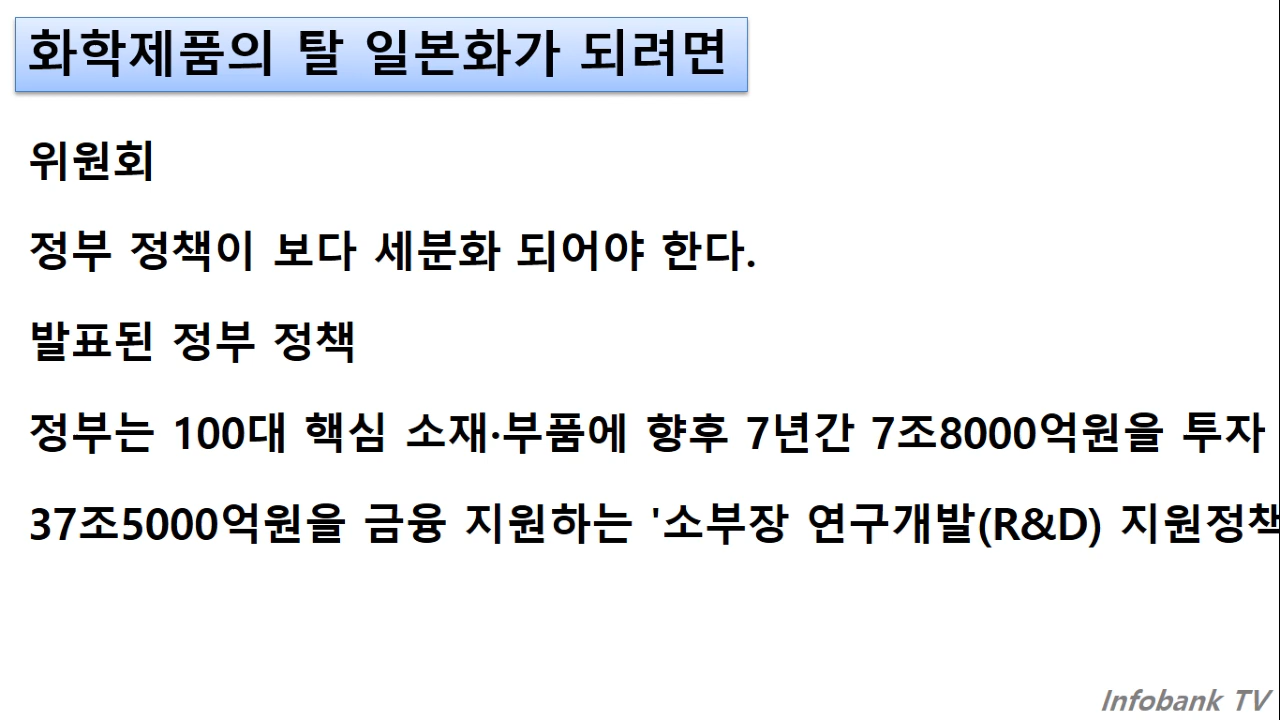 화학제품의 탈 일본화가 되려면
위원회
정부 정책이 보다 세분화 되어야 한다.
발표된 정부 정책
정부는 100대 핵심 소재·부품에 향후 7년간 7조8000억원을 투자
37조5000억원을 금융 지원하는 '소부장 연구개발(R&D) 지원정책
Infobank TV